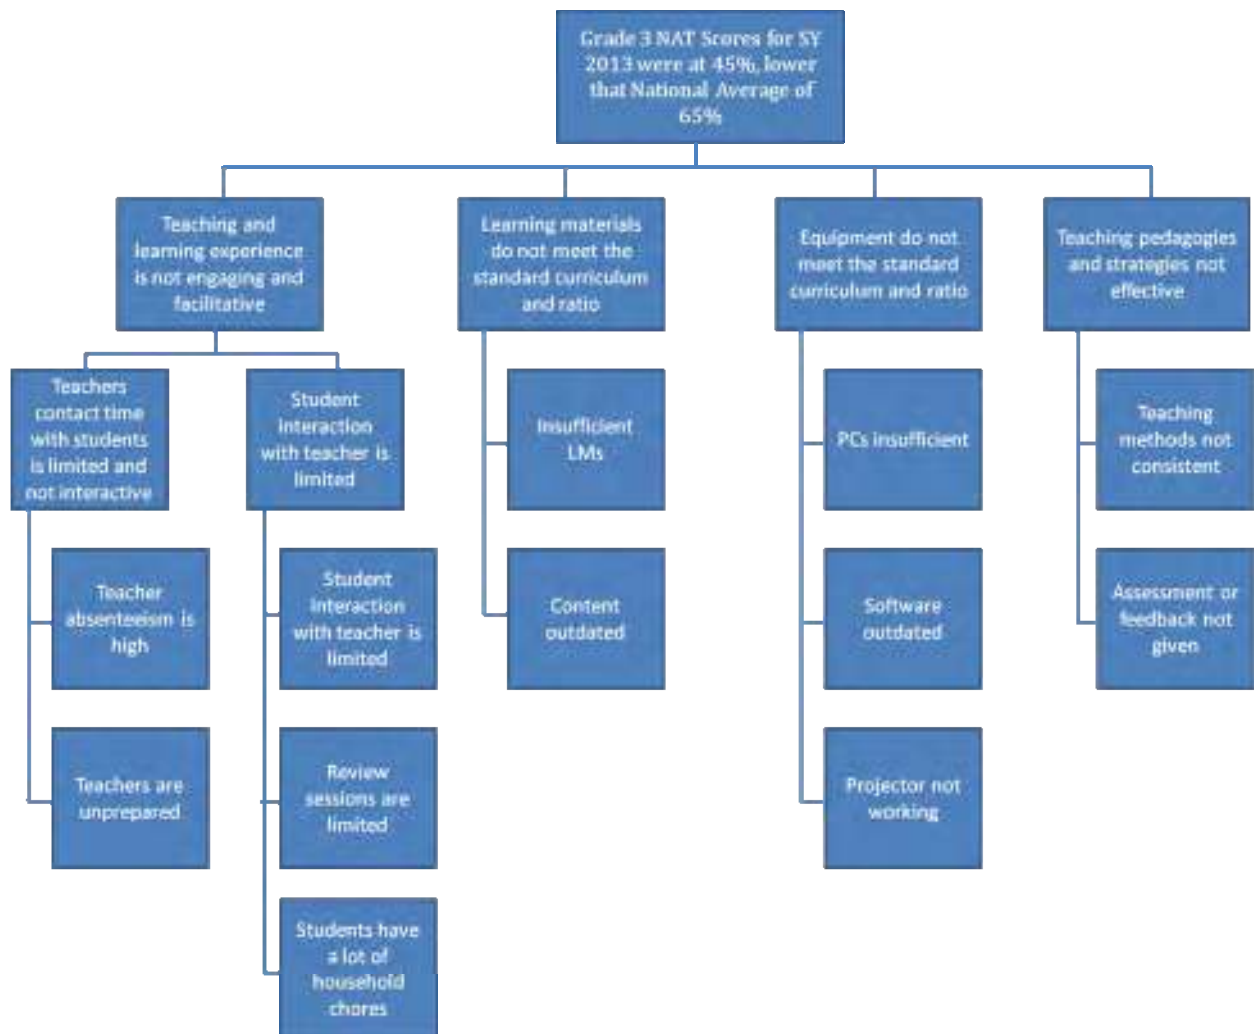 Grade 3 NAT Scores for SY
2013 were at 45%, lower
that National Average of
65%
Teaching and
learning experience
is not engaging and
facilitative
Learning materials
do not meet the
standard curriculum
and ratio
Equipment do not
meet the standard
curriculum and ratio
Teaching pedagogies
and strategies not
effective
Teachers
contact time
with students
is limited and
not interactive
Student
interaction
with teacher is
limited
Insufficient
LMs
PCs insufficient
Teaching
methods not
consistent
Teacher
absenteeism is
high
Student
interaction
with teacher is
limited
Content
outdated
Software
outdated
Assessment or
feedback not
given
Teachers are
unprepared
Review
sessions are
limited
Projector not
working
Students have
a lot of
household
chores